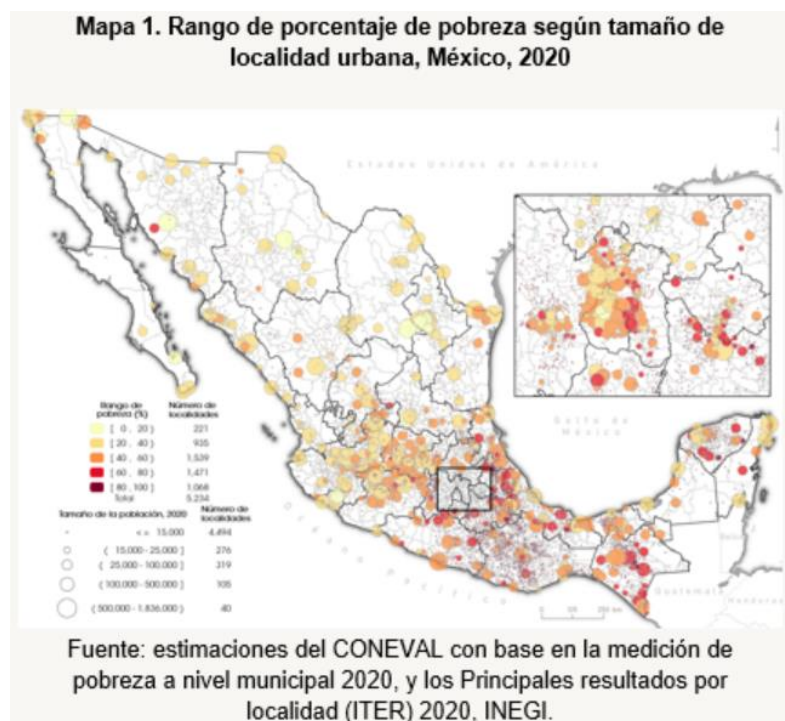 Mapa 1. Rango de porcentaje de pobreza según tamaño de
localidad urbana, México, 2020
Estados Unidos de América
Golfo de
México
Rango de
pobreza (%)
Número de
localidades
[ 0 , 20 ) 221
[ 20 , 40 ) 935
[ 40 , 60 ) 1,539
[ 60 , 80 ) 1,471
[ 80 , 100 ] 1,068
Total 5,234
Tamaño de la población, 2020
Número de
localidades
<= 15,000 4,494
( 15,000 - 25,000 ] 276
( 25,000 - 100,000 ] 319
( 100,000 - 500,000 ] 105
( 500,000 - 1,836,000 ) 40
Océano Pacífico
Guatemala
Honduras
Fuente: estimaciones del CONEVAL con base en la medición de
pobreza a nivel municipal 2020, y los Principales resultados por
localidad (ITER) 2020, INEGI.